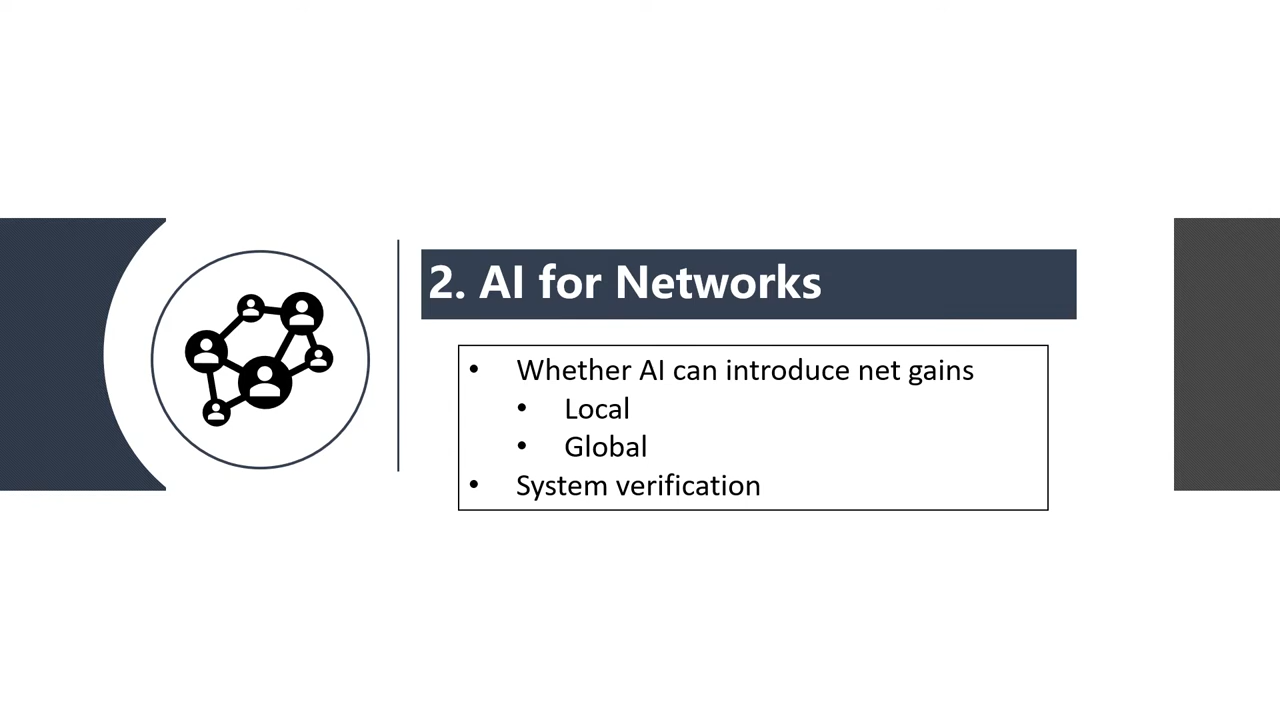 2. AI for Networks
• Whether AI can introduce net gains
• Local
• Global
• System verification